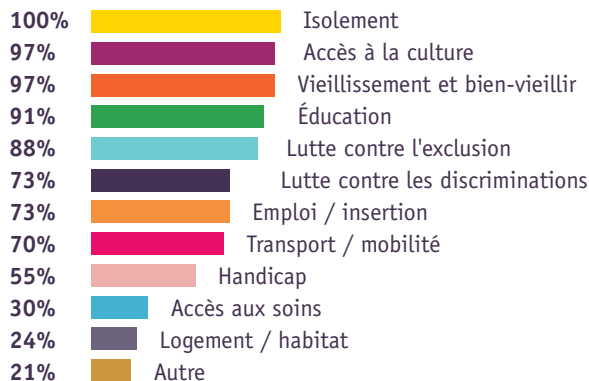 100% Isolement
97% Accès à la culture
97% Vieillissement et bien-vieillir
91% Éducation
88% Lutte contre l'exclusion
73% Lutte contre les discriminations
73% Emploi / insertion
70% Transport / mobilité
55% Handicap
30% Accès aux soins
24% Logement / habitat
21% Autre